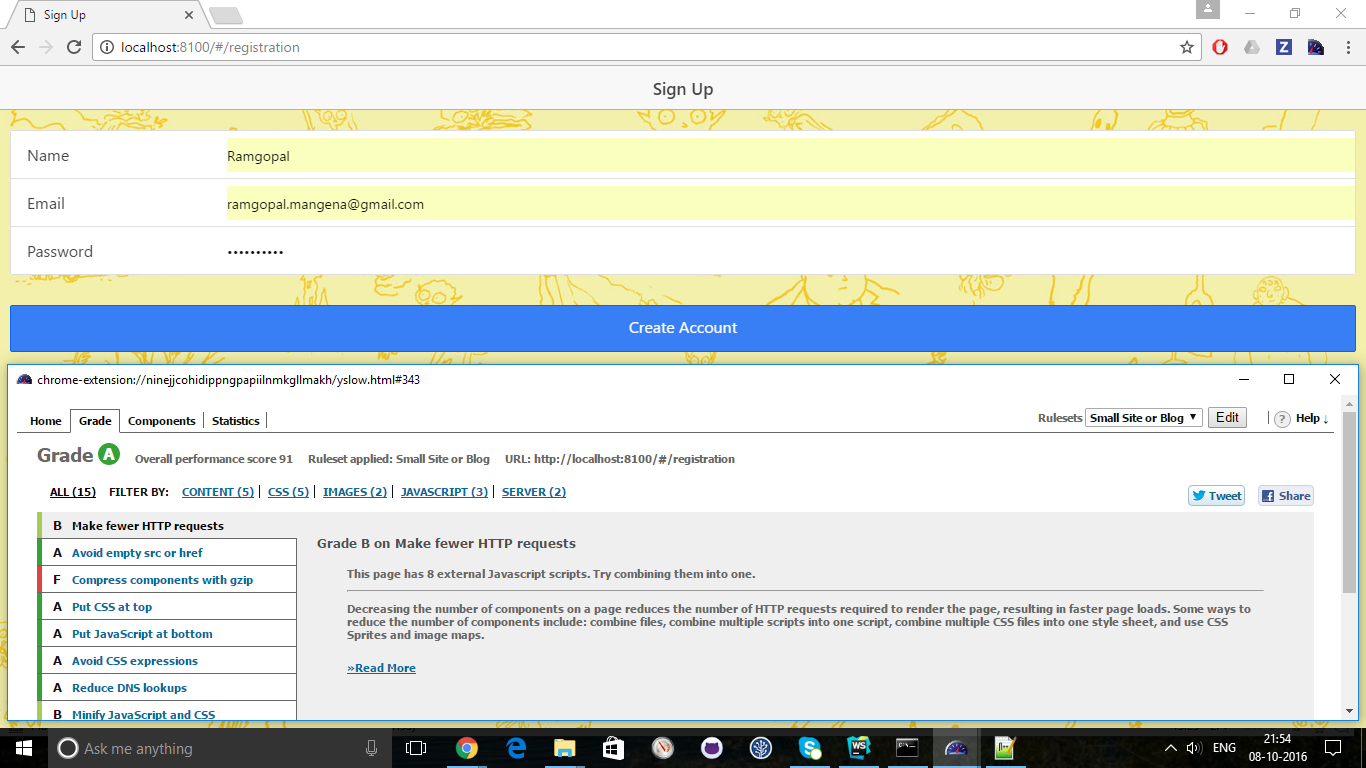 Sign Up
localhost:8100/#/registration
Sign Up
Name Ramgopal
Email ramgopal.mangena@gmail.com
Password ••••••••••
Create Account
chrome-extension://ninejjcohidippngpapiilnmkgllmakh/yslow.html#343
Home Grade Components Statistics Rulesets Small Site or Blog Edit ? Help ↓
Grade A Overall performance score 91 Ruleset applied: Small Site or Blog URL: http://localhost:8100/#/registration
ALL (15) FILTER BY: CONTENT (5) CSS (5) IMAGES (2) JAVASCRIPT (3) SERVER (2)
Tweet Share
B Make fewer HTTP requests
A Avoid empty src or href
F Compress components with gzip
A Put CSS at top
A Put JavaScript at bottom
A Avoid CSS expressions
A Reduce DNS lookups
B Minify JavaScript and CSS
Grade B on Make fewer HTTP requests
This page has 8 external Javascript scripts. Try combining them into one.
Decreasing the number of components on a page reduces the number of HTTP requests required to render the page, resulting in faster page loads. Some ways to
reduce the number of components include: combine files, combine multiple scripts into one script, combine multiple CSS files into one style sheet, and use CSS
Sprites and image maps.
»Read More
Ask me anything
ENG
21:54
08-10-2016